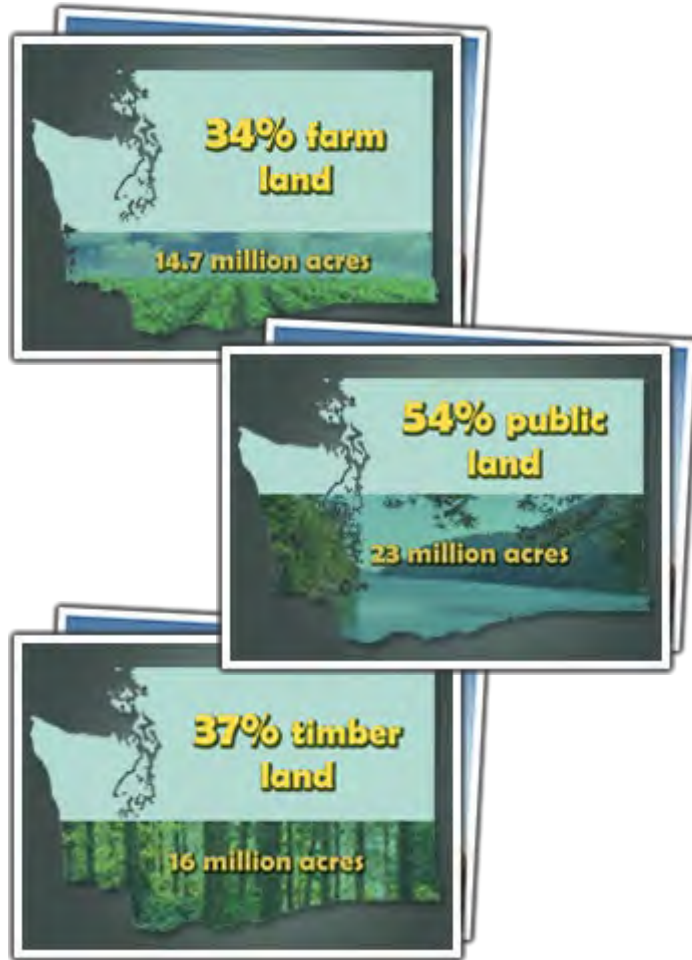 34% farm
land
14.7 million acres
54% public
land
23 million acres
37% timber
land
16 million acres